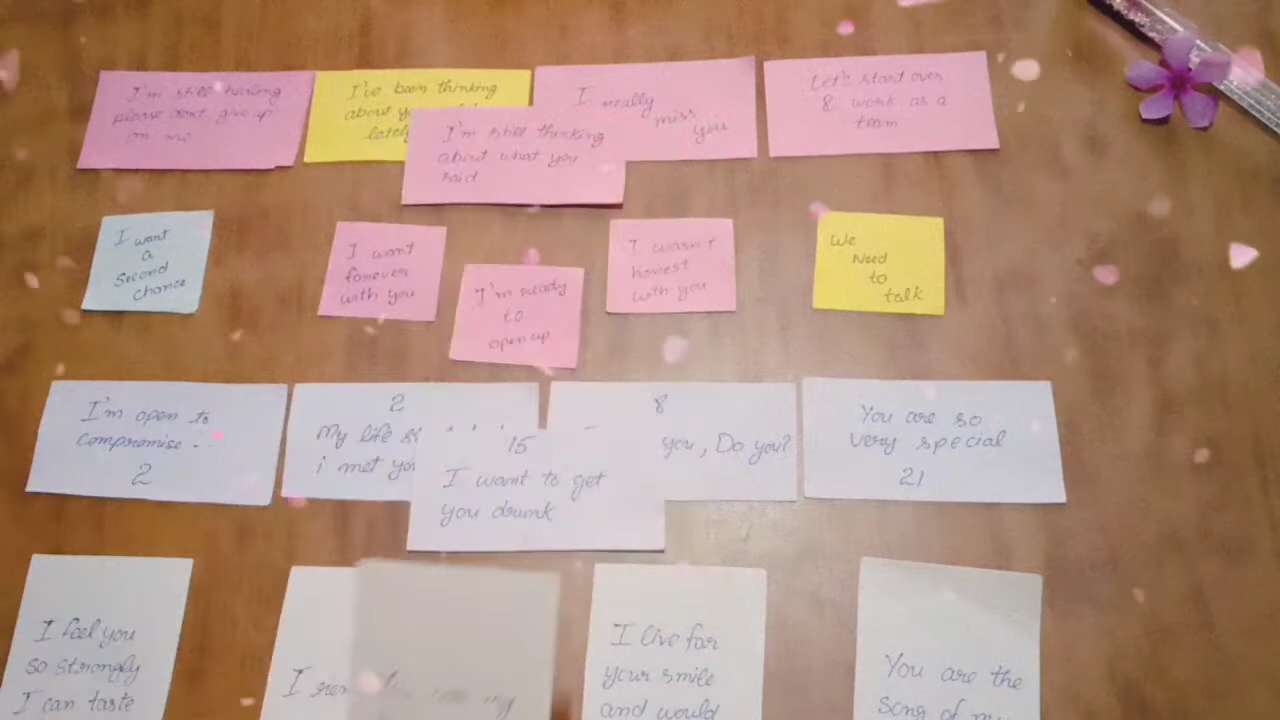 I'm still healing
please don't give up
on me
I've been thinking
about
lately
I'm still thinking
about what you
said
I really
miss
you
Let's start over
& work as a
team
I want
a
Second
chance
I want
forever
with you
I'm ready
to
open up
I wasn't
honest
with you
We
Need
to
talk
I'm open to
compromise..
2
2
My life
i met
15
I want to get
you drunk
8
you, Do you?
You are so
very special
21
I feel you
so strongly
I can taste
I
I live for
your smile
and would
You are the
song of